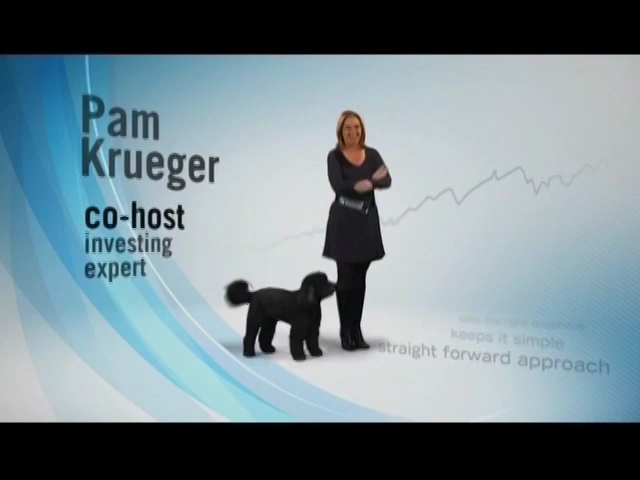 Pam
Krueger
co-host
investing
expert
keeps it simple
straight forward approach